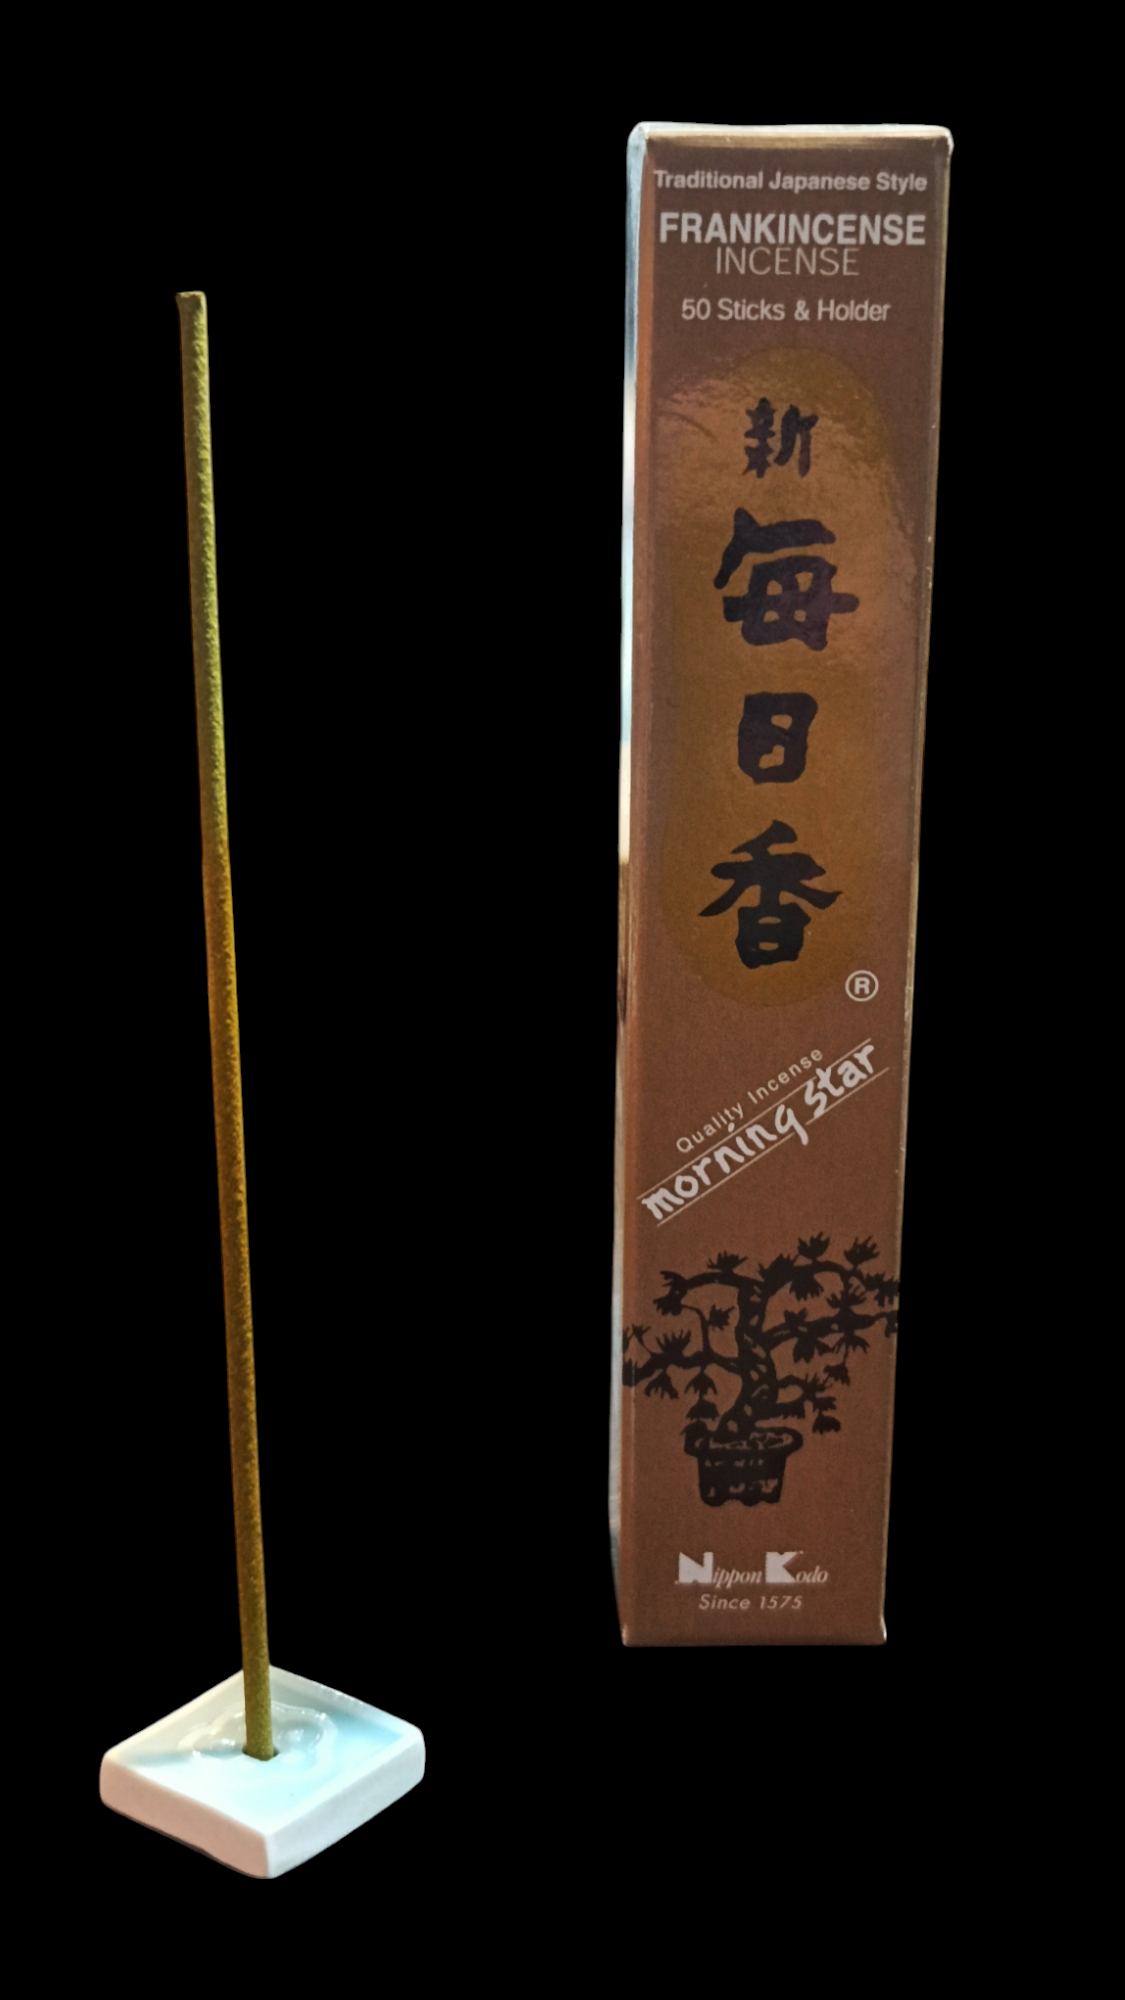 Traditional Japanese Style
FRANKINCENSE
INCENSE
50 Sticks & Holder
新
毎
日
香
®
Quality Incense
morning star
Nippon Kodo
Since 1575